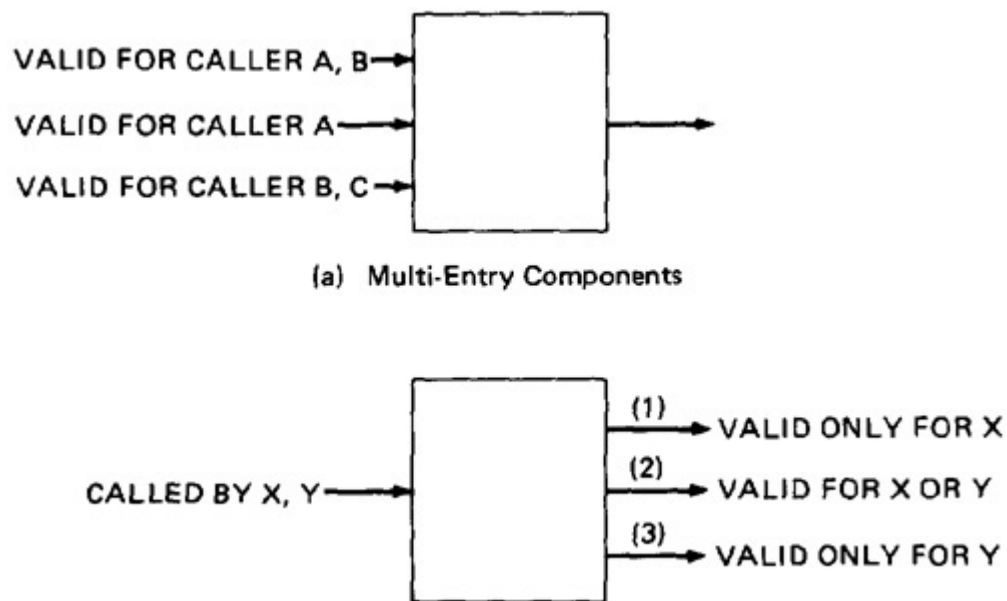 VALID FOR CALLER A, B
VALID FOR CALLER A
VALID FOR CALLER B, C
(a) Multi-Entry Components
(1)
VALID ONLY FOR X
(2)
CALLED BY X, Y
VALID FOR X OR Y
(3)
VALID ONLY FOR Y